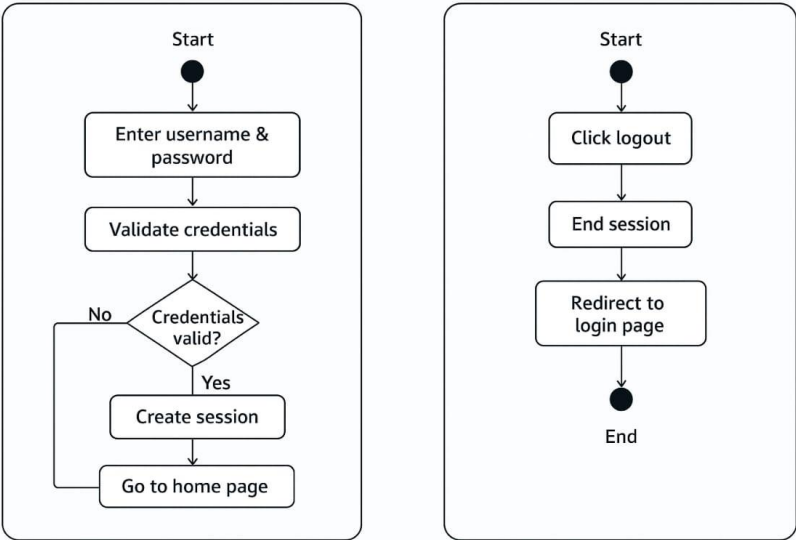 Start
Enter username &
password
Validate credentials
Credentials
valid?
No
Yes
Create session
Go to home page
Start
Click logout
End session
Redirect to
login page
End